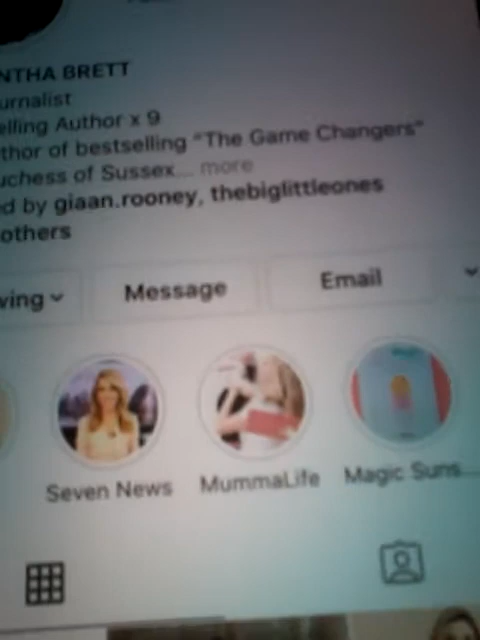 NTHA BRETT
urnalist
elling Author x 9
thor of bestselling "The Game Changers"
uchess of Sussex... more
d by giaan.rooney, thebiglittleones
others
ving
Message
Email
Seven News
MummaLife
Magic Suns...